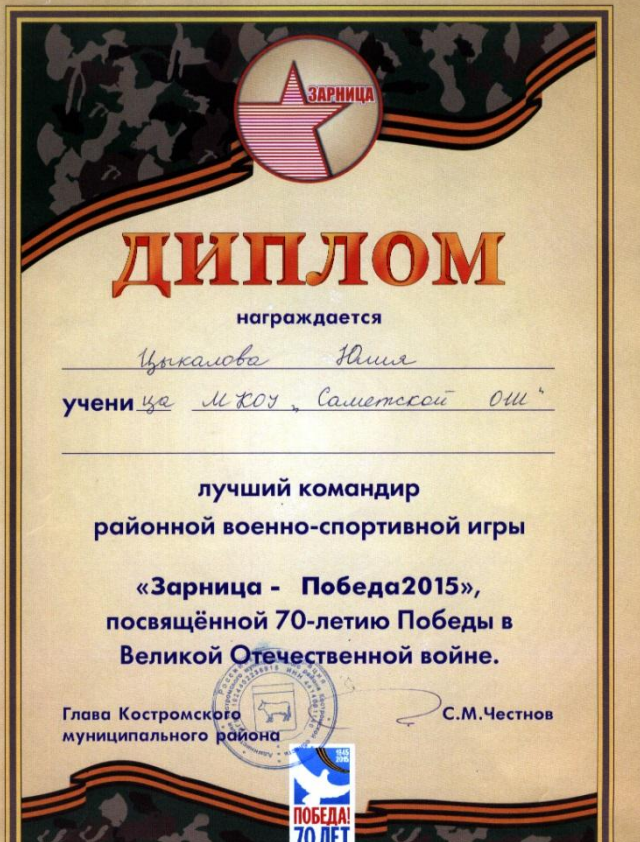 ЗАРНИЦА
ДИПЛОМ
награждается
Цыкалова Юлия
ученица МКОУ „Саметской ОШ“
лучший командир
районной военно-спортивной игры
«Зарница - Победа2015»,
посвящённой 70-летию Победы в
Великой Отечественной войне.
Глава Костромского
муниципального района
С.М.Честнов
1945
2015
ПОБЕДА!
70 ЛЕТ